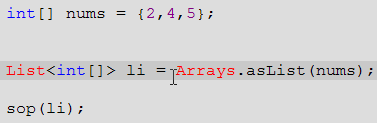 int[] nums = {2,4,5};
List<int[]> li = Arrays.asList(nums);
sop(li);